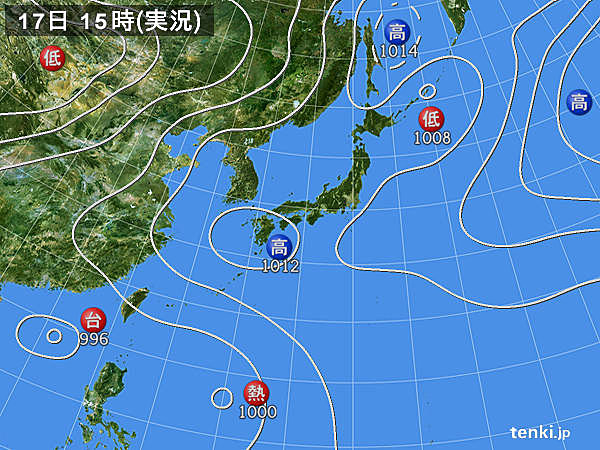 17日 15時(実況)
低
高
1014
高
低
1008
高
1012
台
996
熱
1000
tenki.jp